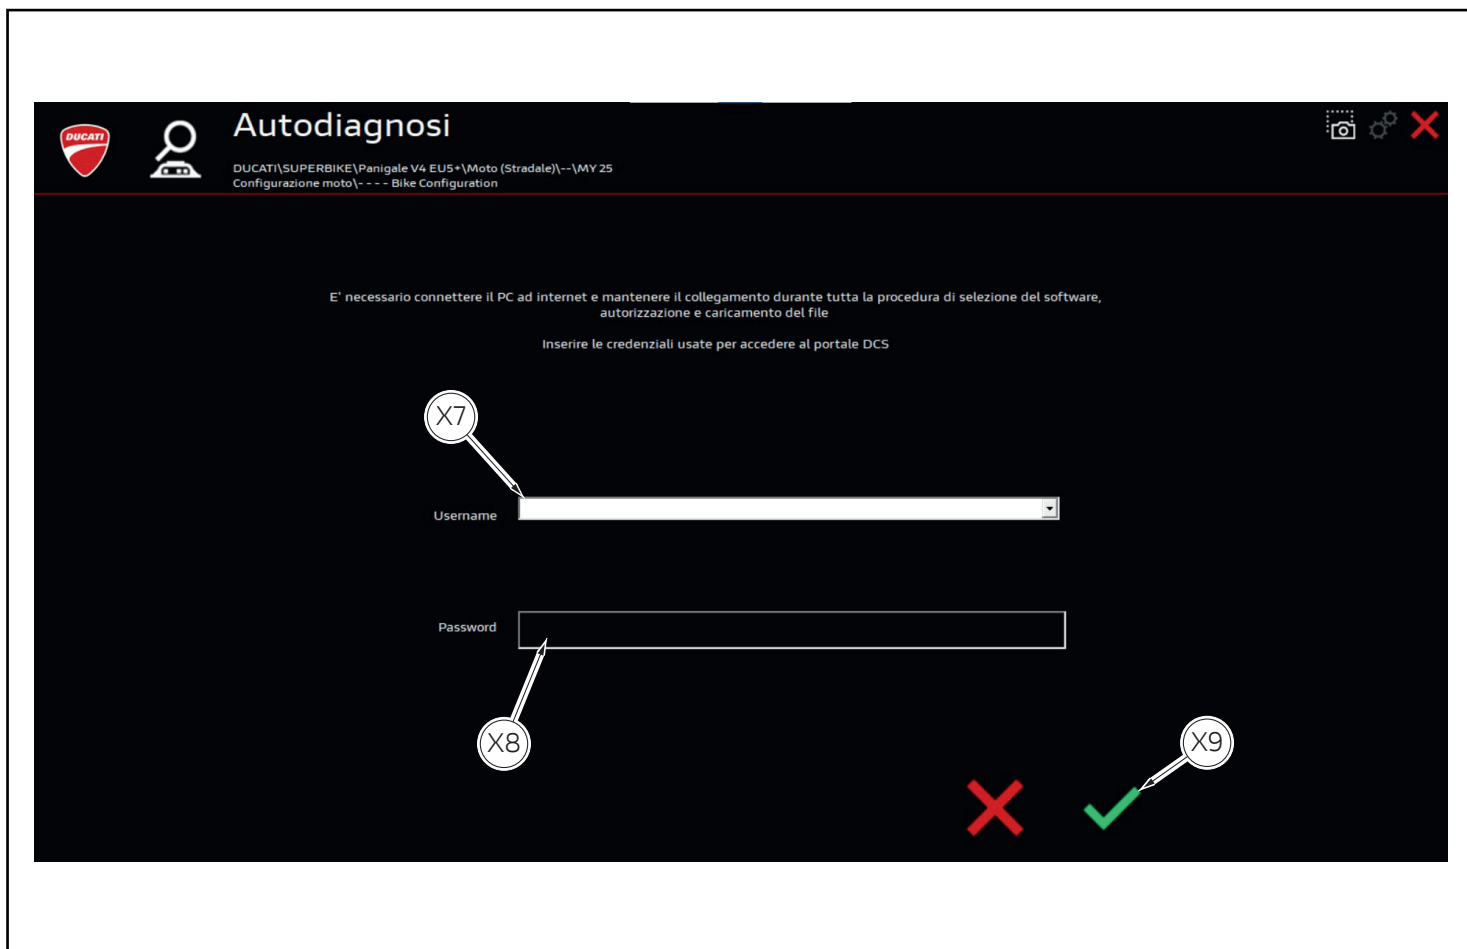 DUCATI
Autodiagnosi
DUCATI\SUPERBIKE\Panigale V4 EU5+\Moto (Stradale)\--\MY 25
Configurazione moto\- - - - Bike Configuration
E' necessario connettere il PC ad internet e mantenere il collegamento durante tutta la procedura di selezione del software,
autorizzazione e caricamento del file
Inserire le credenziali usate per accedere al portale DCS
X7
Username
Password
X8
X9